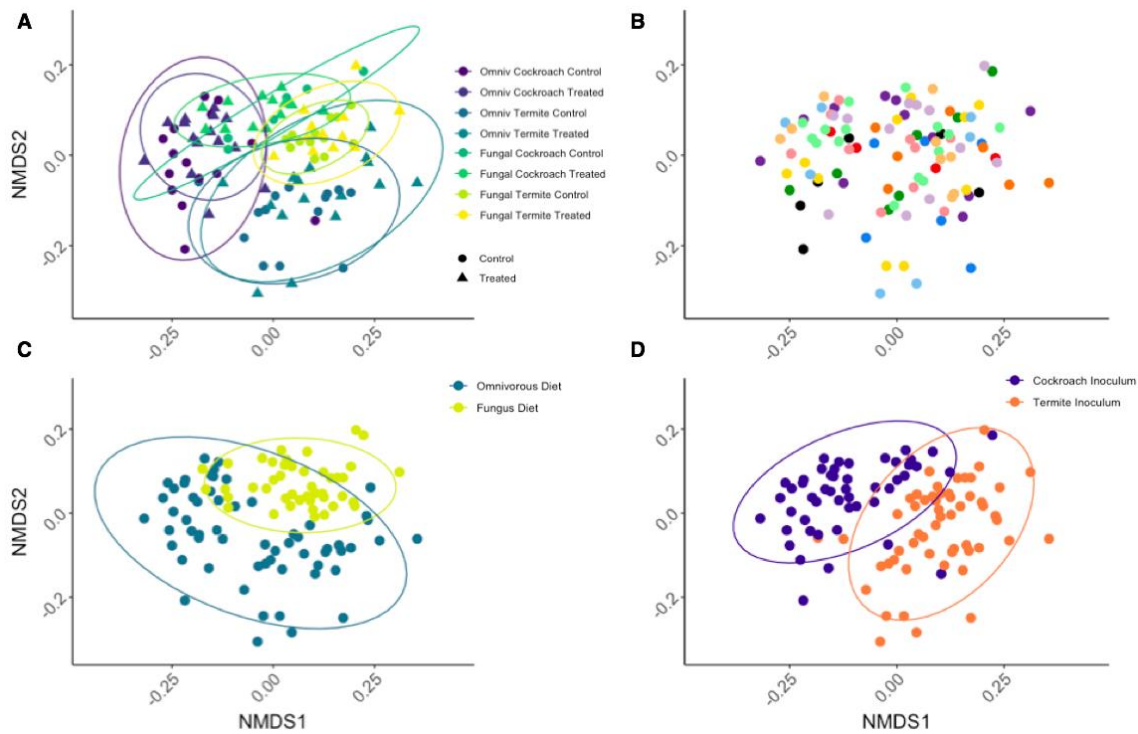 A
0.2
0.0
-0.2
NMDS2
-0.25
0.00
0.25
Omniv Cockroach Control
Omniv Cockroach Treated
Omniv Termite Control
Omniv Termite Treated
Fungal Cockroach Control
Fungal Cockroach Treated
Fungal Termite Control
Fungal Termite Treated
Control
Treated
B
0.2
0.0
-0.2
-0.25
0.00
0.25
C
0.2
0.0
-0.2
NMDS2
-0.25
0.00
0.25
NMDS1
Omnivorous Diet
Fungus Diet
D
0.2
0.0
-0.2
-0.25
0.00
0.25
NMDS1
Cockroach Inoculum
Termite Inoculum